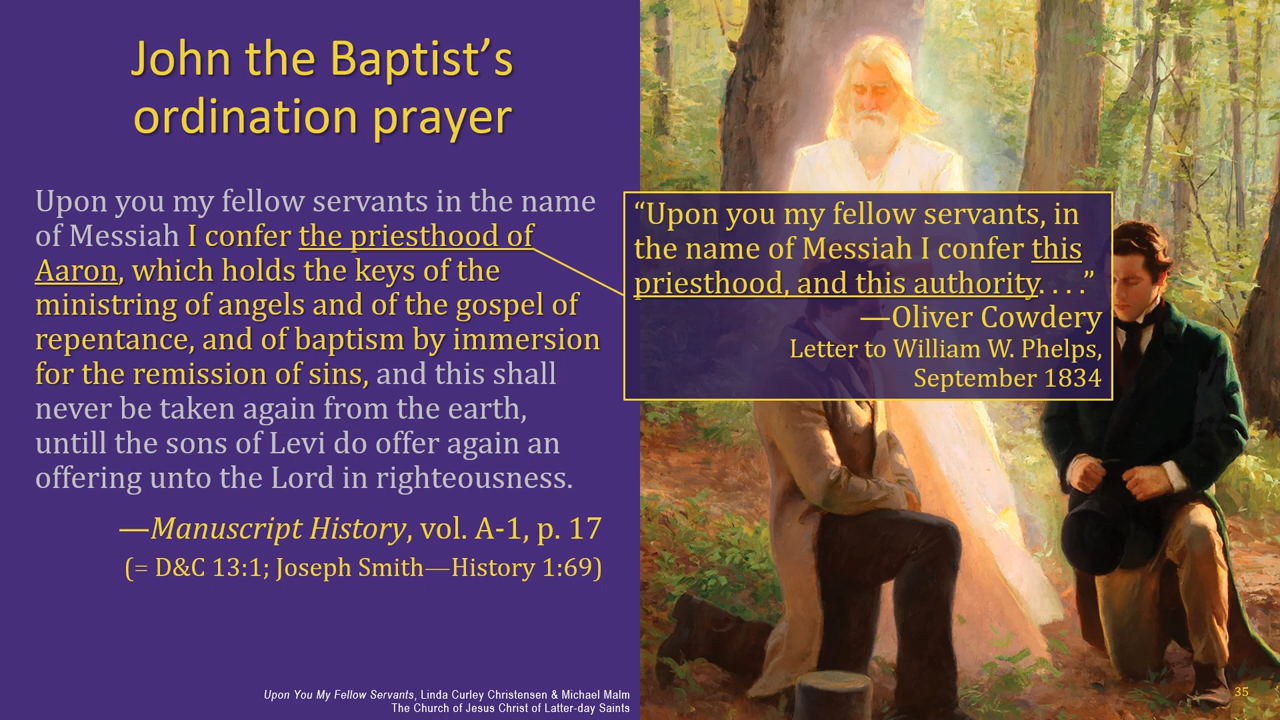 John the Baptist’s
ordination prayer
Upon you my fellow servants in the name
of Messiah I confer the priesthood of
Aaron, which holds the keys of the
ministring of angels and of the gospel of
repentance, and of baptism by immersion
for the remission of sins, and this shall
never be taken again from the earth,
untill the sons of Levi do offer again an
offering unto the Lord in righteousness.
—Manuscript History, vol. A-1, p. 17
(= D&C 13:1; Joseph Smith—History 1:69)
“Upon you my fellow servants, in
the name of Messiah I confer this
priesthood, and this authority. . . .”
—Oliver Cowdery
Letter to William W. Phelps,
September 1834
Upon You My Fellow Servants, Linda Curley Christensen & Michael Malm
The Church of Jesus Christ of Latter-day Saints
35